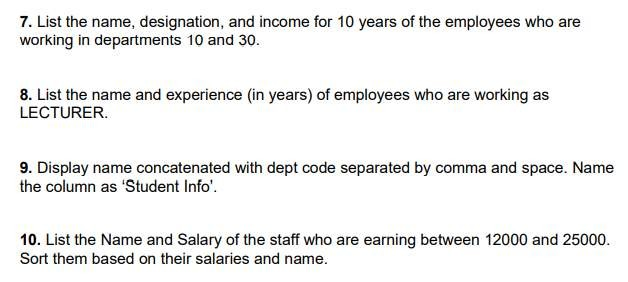 7. List the name, designation, and income for 10 years of the employees who are
working in departments 10 and 30.
8. List the name and experience (in years) of employees who are working as
LECTURER.
9. Display name concatenated with dept code separated by comma and space. Name
the column as ‘Student Info'.
10. List the Name and Salary of the staff who are earning between 12000 and 25000.
Sort them based on their salaries and name.